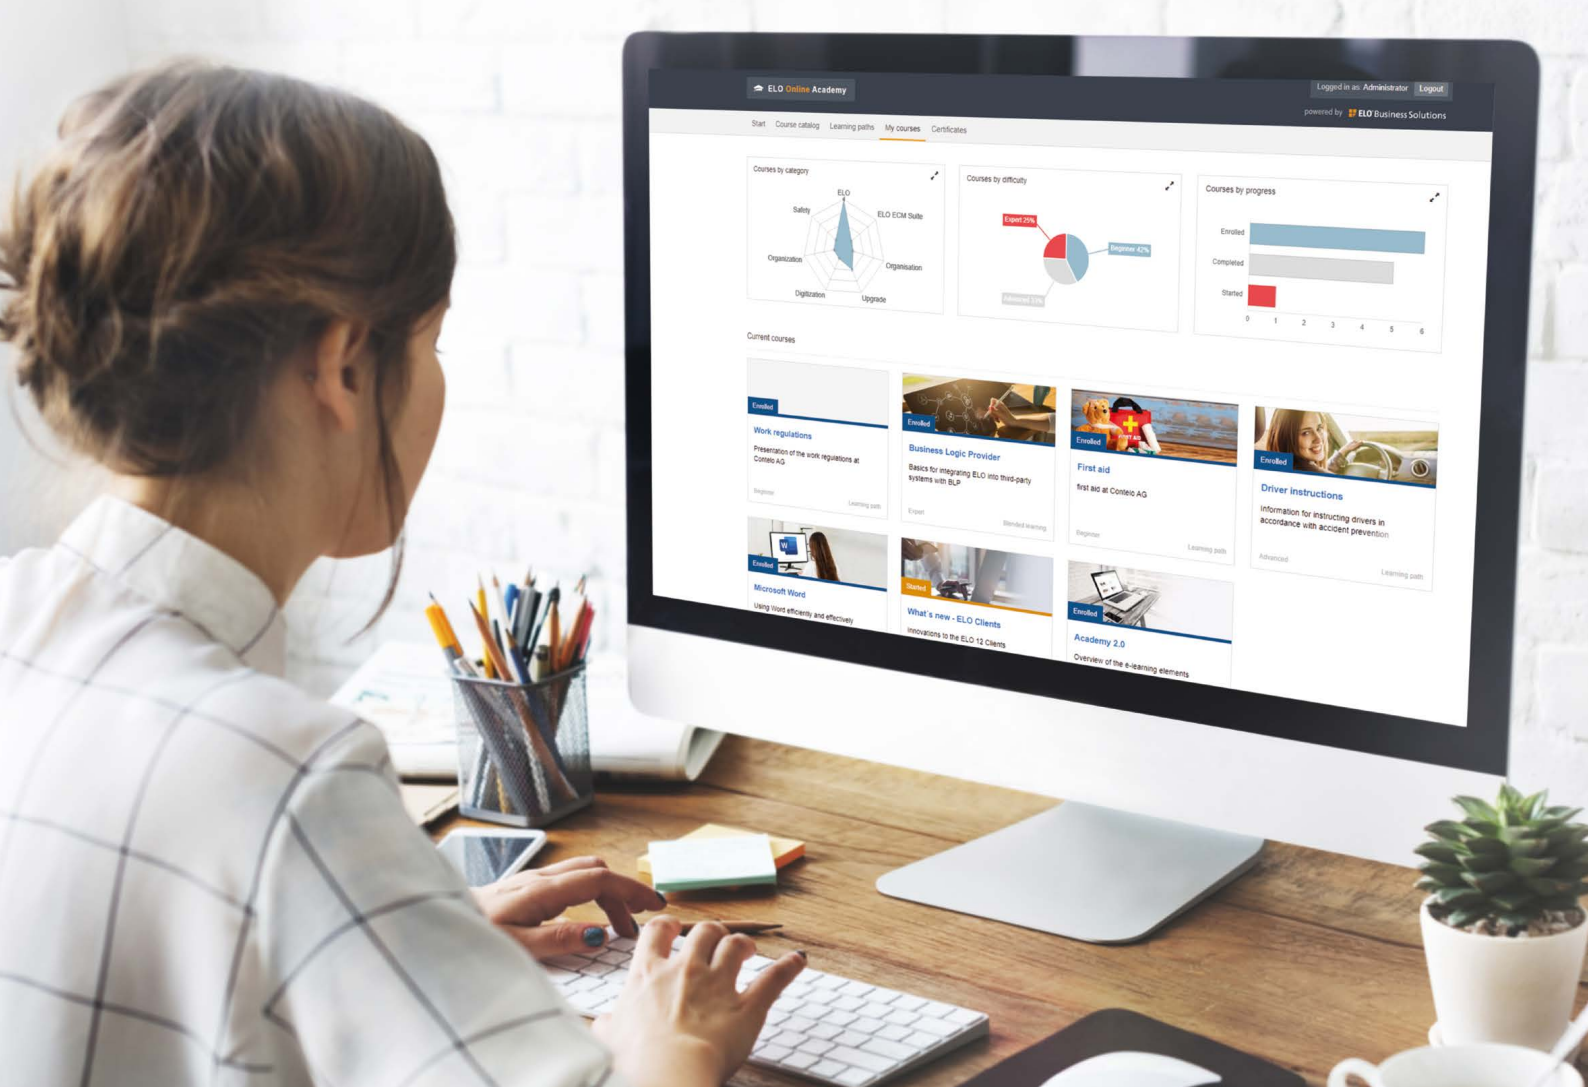 ELO Online Academy
Logged in as: Administrator Logout
powered by ELO Business Solutions
Start Course catalog Learning paths My courses Certificates
Courses by category
ELO
Safety
ELO ECM Suite
Organization
Organisation
Digitization
Upgrade
Courses by difficulty
Expert 25%
Beginner 42%
Advanced 33%
Courses by progress
Enrolled
Completed
Started
0 1 2 3 4 5 6
Current courses
Enrolled
Work regulations
Presentation of the work regulations at
Contelo AG
Beginner
Learning path
Enrolled
Business Logic Provider
Basics for integrating ELO into third-party
systems with BLP
Expert
Blended learning
FIRST AID
Enrolled
First aid
first aid at Contelo AG
Beginner
Learning path
Enrolled
Driver instructions
Information for instructing drivers in
accordance with accident prevention
Advanced
Learning path
W
Enrolled
Microsoft Word
Using Word efficiently and effectively
Started
What´s new - ELO Clients
Innovations to the ELO 12 Clients
Enrolled
Academy 2.0
Overview of the e-learning elements